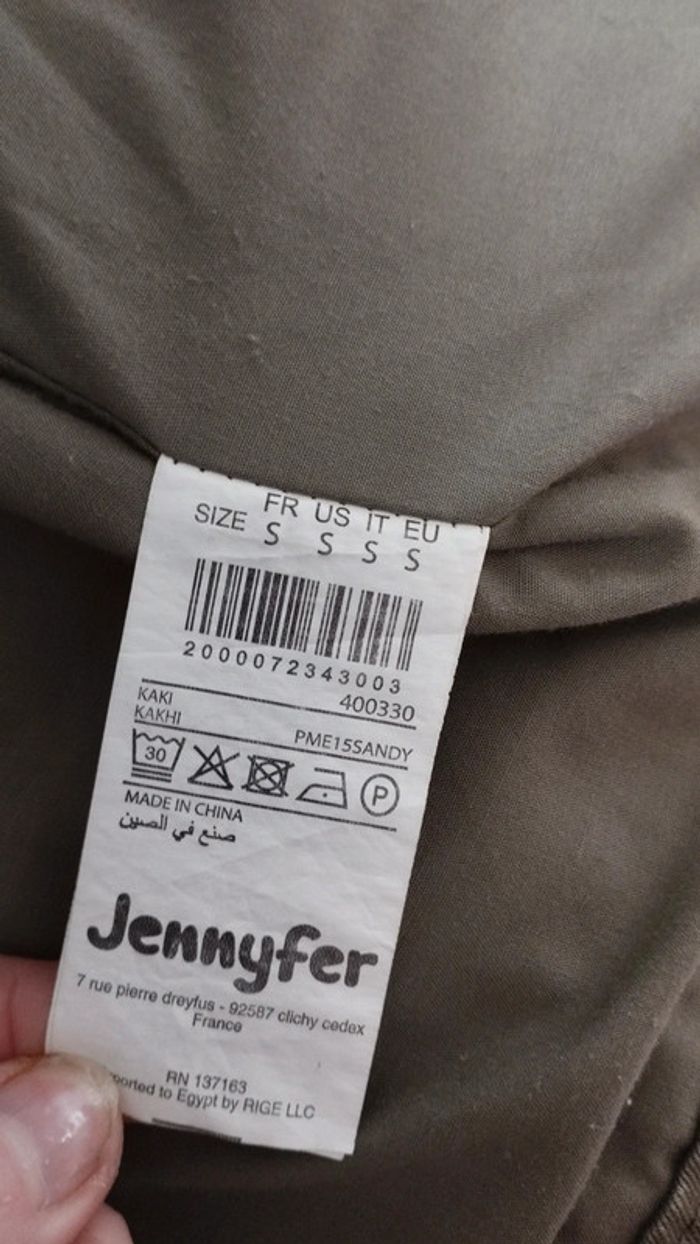 FR US IT EU
SIZE S S S S
2000072343003
KAKI 400330
KAKHI
PME15SANDY
30
P
MADE IN CHINA
صنع في الصين
Jennyfer
7 rue pierre dreyfus - 92587 clichy cedex
France
RN 137163
to Egypt by RIGE LLC